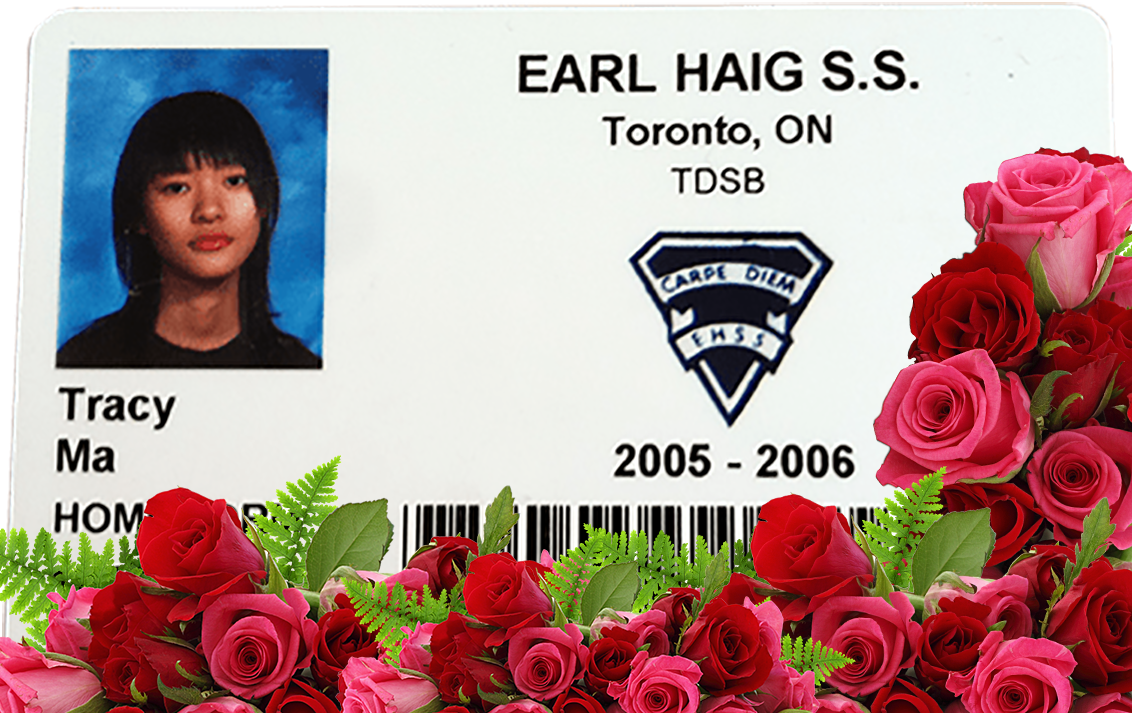 EARL HAIG S.S.
Toronto, ON
TDSB
CARPE DIEM
EHSS
2005 - 2006
Tracy
Ma